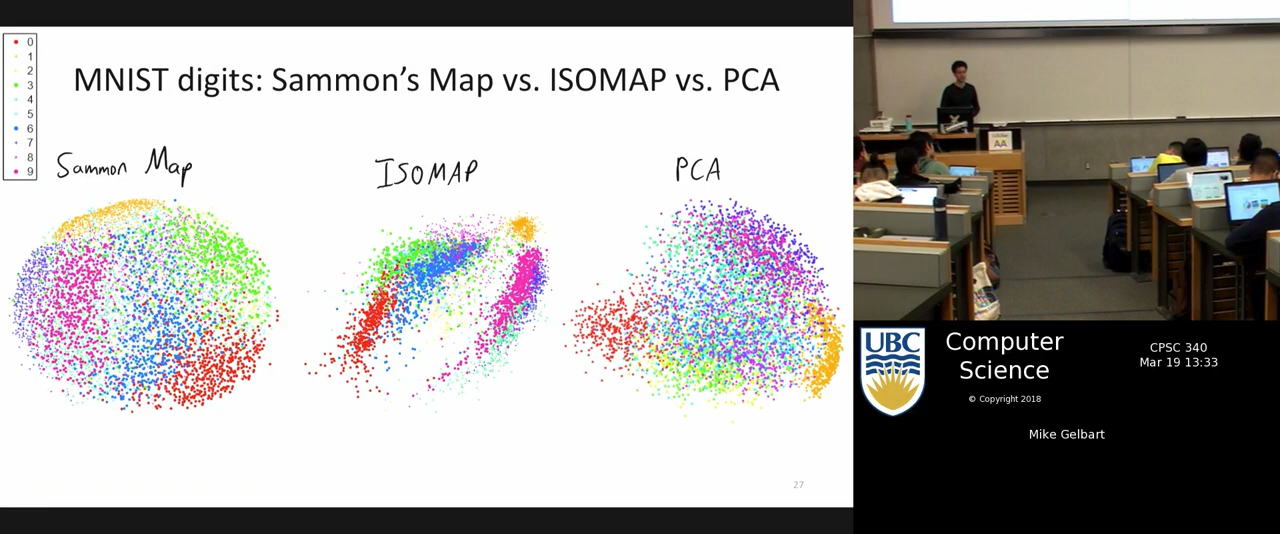 0
1
2
3
4
5
6
7
8
9
MNIST digits: Sammon's Map vs. ISOMAP vs. PCA
Sammon Map
ISOMAP
PCA
27
AA
UBC
Computer
Science
© Copyright 2018
CPSC 340
Mar 19 13:33
Mike Gelbart